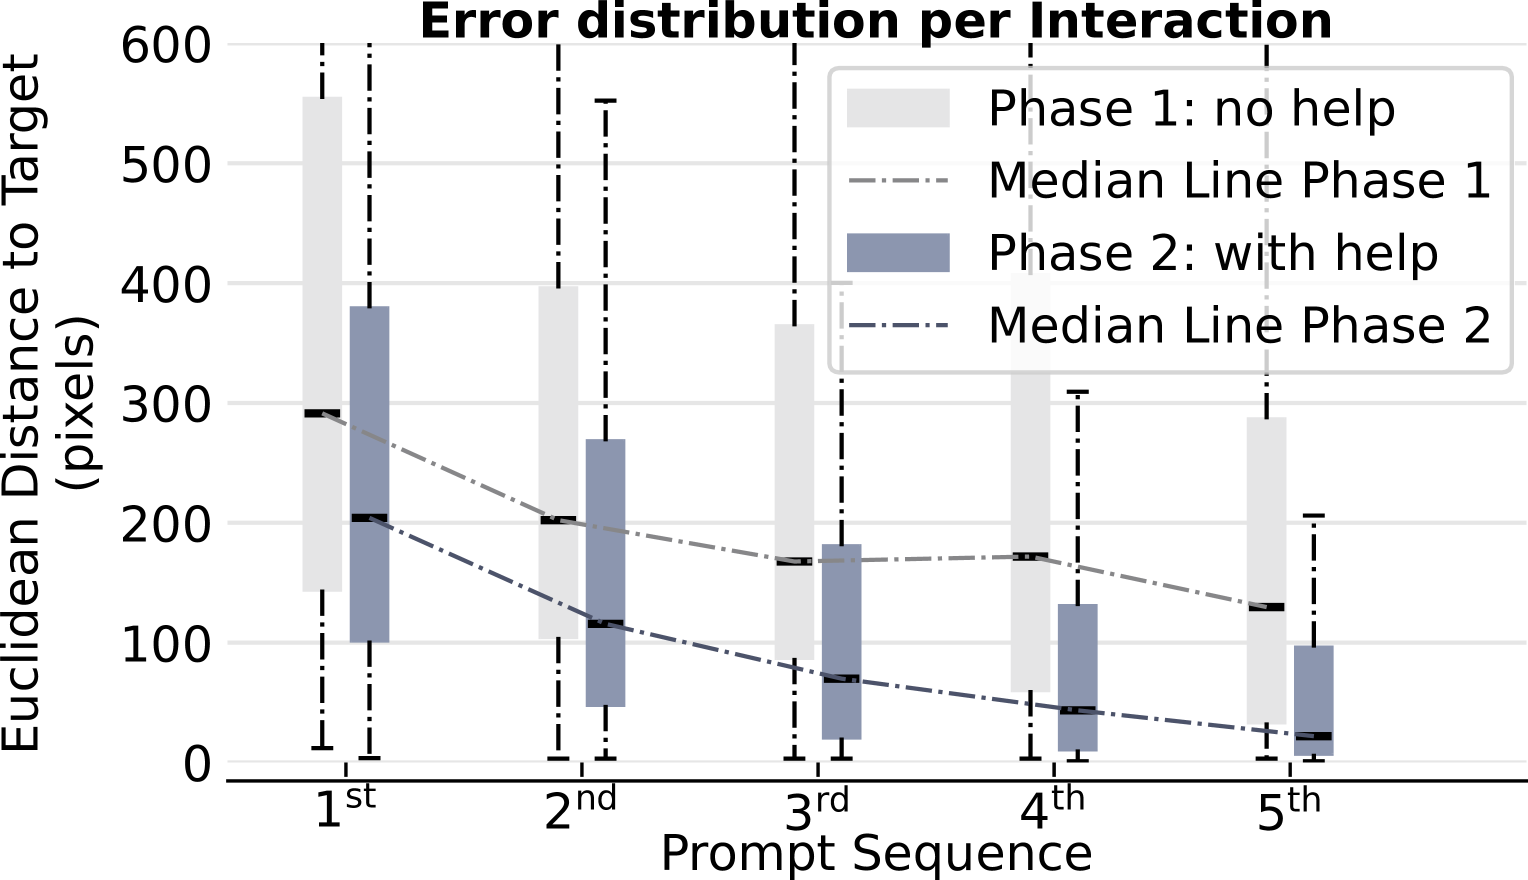 Error distribution per Interaction
Euclidean Distance to Target
(pixels)
600
500
400
300
200
100
0
Phase 1: no help
Median Line Phase 1
Phase 2: with help
Median Line Phase 2
1st 2nd 3rd 4th 5th
Prompt Sequence